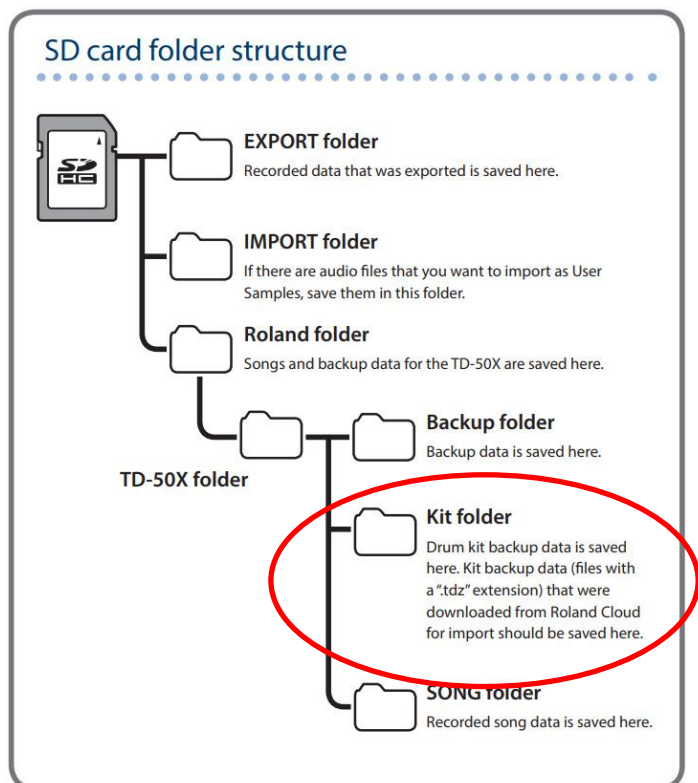 SD card folder structure
EXPORT folder
Recorded data that was exported is saved here.
IMPORT folder
If there are audio files that you want to import as User
Samples, save them in this folder.
Roland folder
Songs and backup data for the TD-50X are saved here.
Backup folder
Backup data is saved here.
TD-50X folder
Kit folder
Drum kit backup data is saved
here. Kit backup data (files with
a “.tdz” extension) that were
downloaded from Roland Cloud
for import should be saved here.
SONG folder
Recorded song data is saved here.